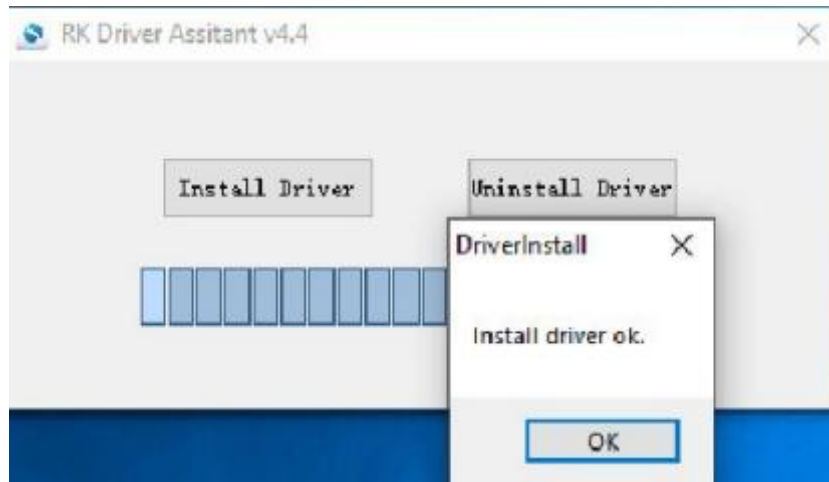 RK Driver Assitant v4.4
Install Driver
Uninstall Driver
DriverInstall
Install driver ok.
OK